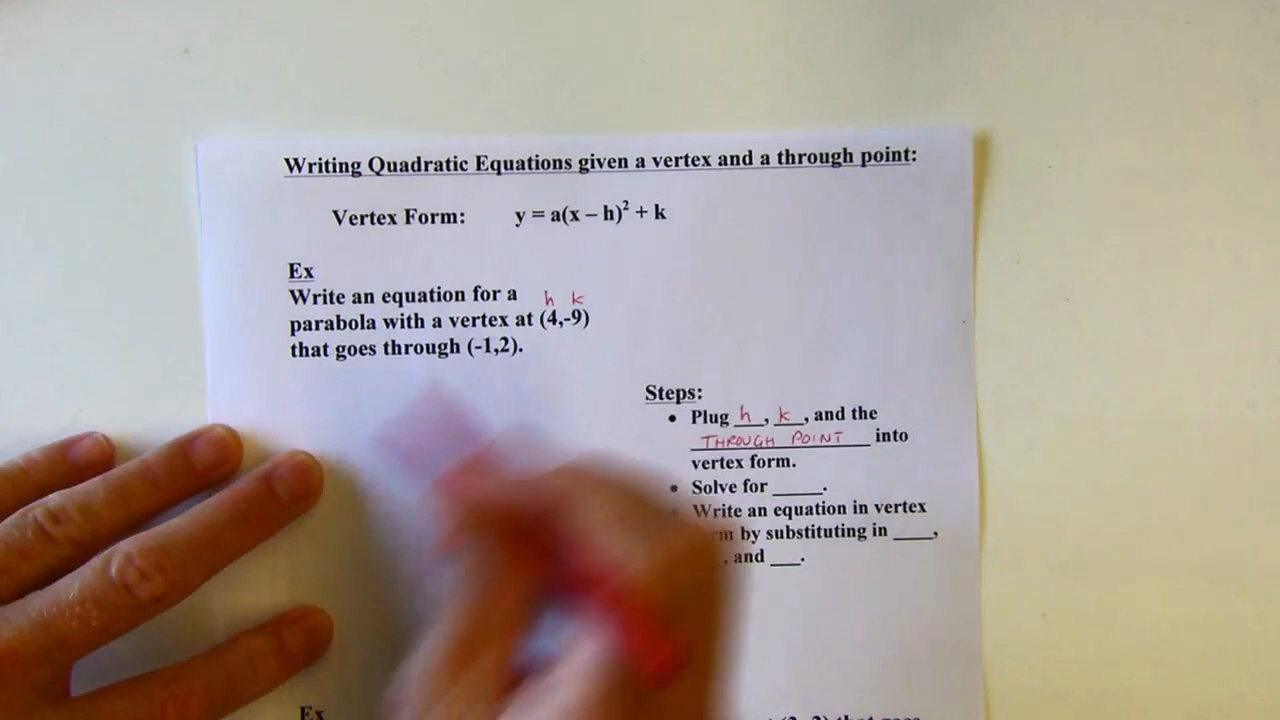 Writing Quadratic Equations given a vertex and a through point:
Vertex Form: y = a(x – h)² + k
Ex
Write an equation for a
h k
parabola with a vertex at (4,-9)
that goes through (-1,2).
Steps:
• Plug h, k, and the
THROUGH POINT into
vertex form.
• Solve for ____.
Write an equation in vertex
by substituting in ____,
, and ___.
Ex
that goes